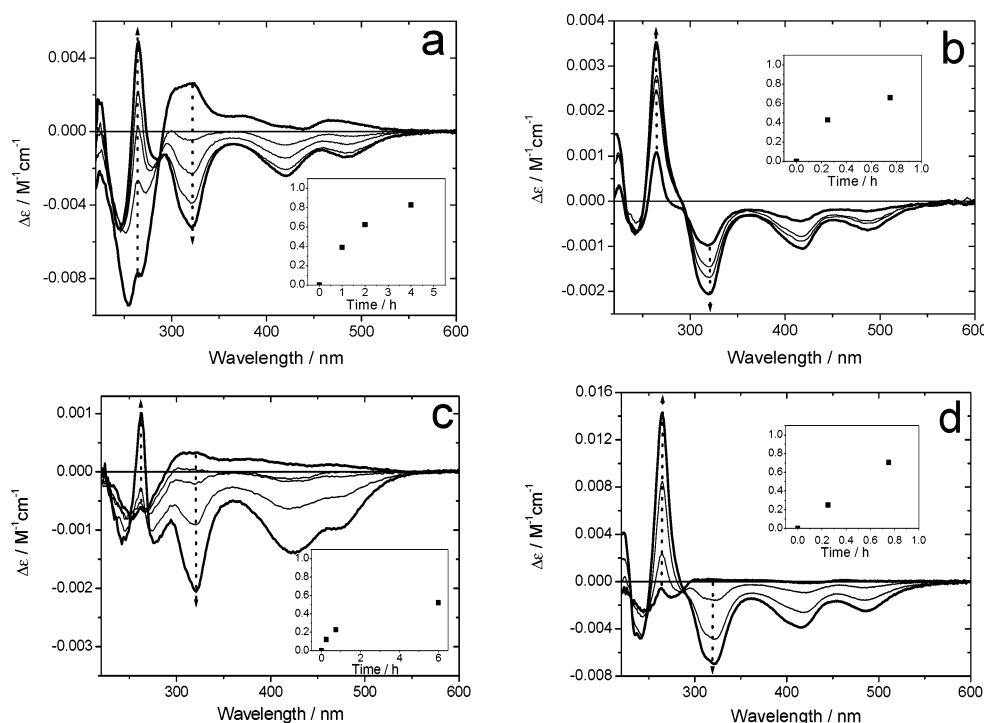 a
0.004
0.000
-0.004
-0.008
Δε / M⁻¹cm⁻¹
300 400 500 600
Wavelength / nm
1.0
0.8
0.6
0.4
0.2
0.0
0 1 2 3 4 5
Time / h
b
0.004
0.003
0.002
0.001
0.000
-0.001
-0.002
Δε / M⁻¹cm⁻¹
300 400 500 600
Wavelength / nm
1.0
0.8
0.6
0.4
0.2
0.0
0.0 0.2 0.4 0.6 0.8 1.0
Time / h
c
0.001
0.000
-0.001
-0.002
-0.003
Δε / M⁻¹cm⁻¹
300 400 500 600
Wavelength / nm
1.0
0.8
0.6
0.4
0.2
0.0
0 2 4 6
Time / h
d
0.016
0.012
0.008
0.004
0.000
-0.004
-0.008
Δε / M⁻¹cm⁻¹
300 400 500 600
Wavelength / nm
1.0
0.8
0.6
0.4
0.2
0.0
0.0 0.2 0.4 0.6 0.8 1.0
Time / h